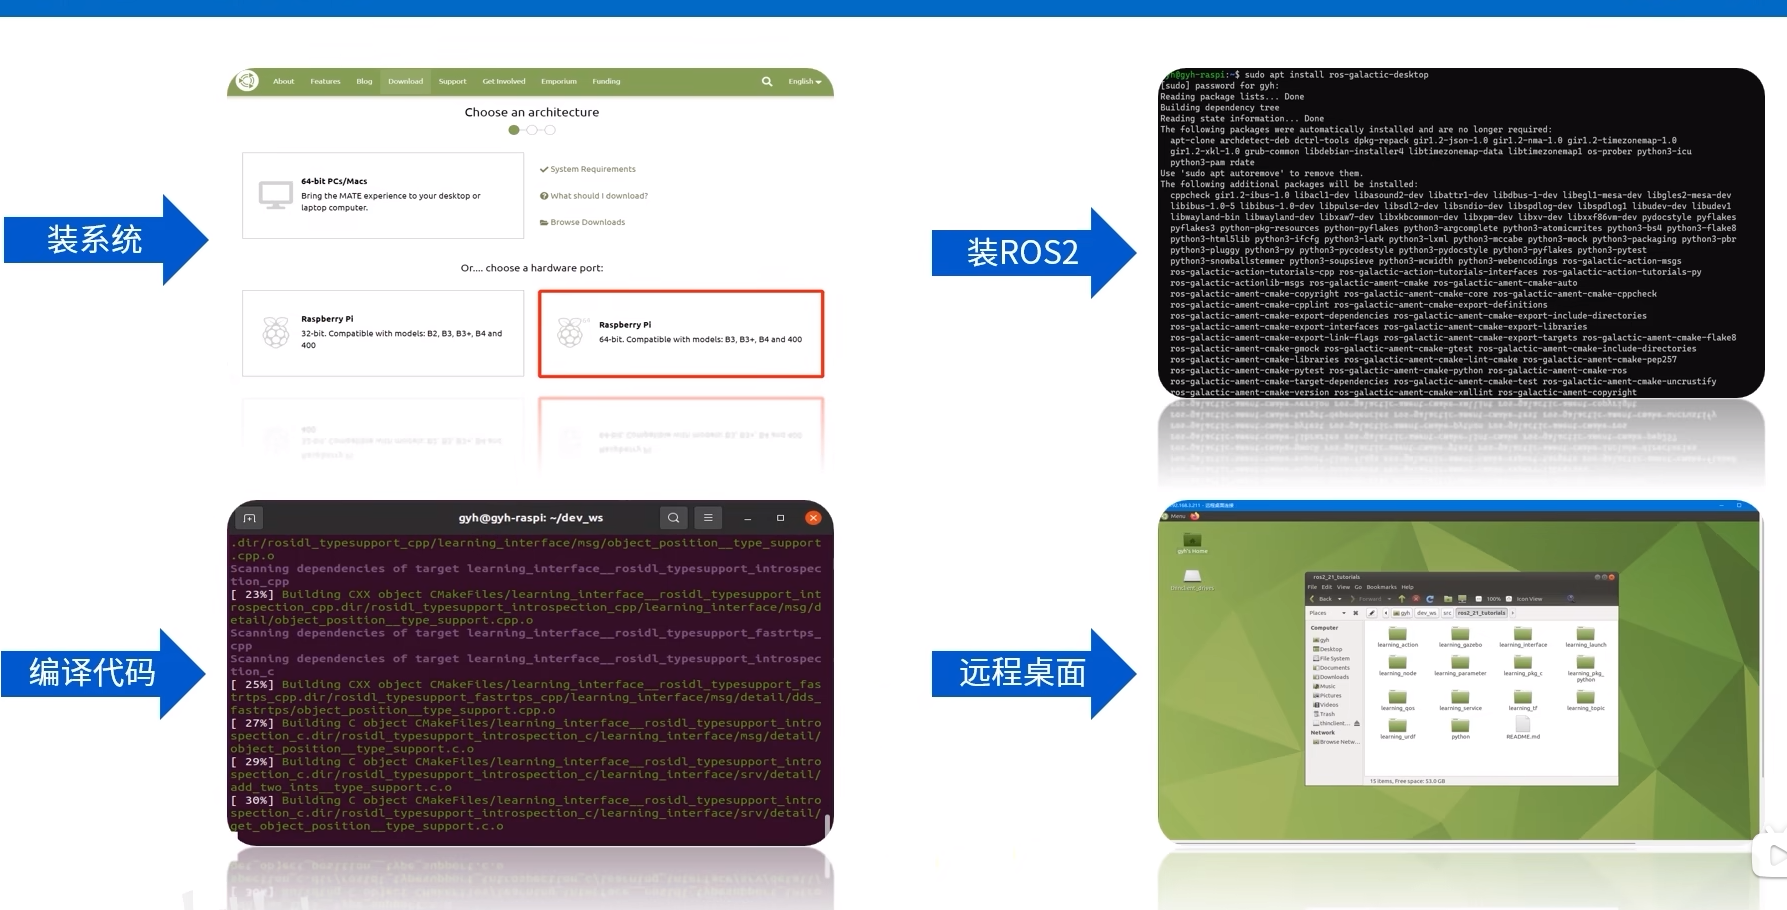 装系统
About Features Blog Download Support Get Involved Emporium Funding English
Choose an architecture
64-bit PCs/Macs
Bring the MATE experience to your desktop or
laptop computer.
System Requirements
What should I download?
Browse Downloads
Or.... choose a hardware port:
Raspberry Pi
32-bit. Compatible with models: B2, B3, B3+, B4 and
400
Raspberry Pi
64-bit. Compatible with models: B3, B3+, B4 and 400
装ROS2
gyh@gyh-raspi:~$ sudo apt install ros-galactic-desktop
[sudo] password for gyh:
Reading package lists... Done
Building dependency tree
Reading state information... Done
The following packages were automatically installed and are no longer required:
apt-clone archdetect-deb dctrl-tools dpkg-repack gir1.2-json-1.0 gir1.2-nma-1.0 gir1.2-timezonemap-1.0
gir1.2-xkl-1.0 grub-common libdebian-installer4 libtimezonemap-data libtimezonemap1 os-prober python3-icu
python3-pam rdate
Use 'sudo apt autoremove' to remove them.
The following additional packages will be installed:
cppcheck gir1.2-ibus-1.0 libacl1-dev libasound2-dev libattr1-dev libdbus-1-dev libegl1-mesa-dev libgles2-mesa-dev
libibus-1.0-5 libibus-1.0-dev libpulse-dev libsdl2-dev libsndio-dev libspdlog-dev libspdlog1 libudev-dev libudev1
libwayland-bin libwayland-dev libxaw7-dev libxkbcommon-dev libxpm-dev libxv-dev libxxf86vm-dev pydocstyle pyflakes
pyflakes3 python-pkg-resources python-pyflakes python3-argcomplete python3-atomicwrites python3-bs4 python3-flake8
python3-html5lib python3-ifcfg python3-lark python3-lxml python3-mccabe python3-mock python3-packaging python3-pbr
python3-pluggy python3-py python3-pycodestyle python3-pydocstyle python3-pyflakes python3-pytest
python3-snowballstemmer python3-soupsieve python3-wcwidth python3-webencodings ros-galactic-action-msgs
ros-galactic-action-tutorials-cpp ros-galactic-action-tutorials-interfaces ros-galactic-action-tutorials-py
ros-galactic-actionlib-msgs ros-galactic-ament-cmake ros-galactic-ament-cmake-auto
ros-galactic-ament-cmake-copyright ros-galactic-ament-cmake-core ros-galactic-ament-cmake-cppcheck
ros-galactic-ament-cmake-cpplint ros-galactic-ament-cmake-export-definitions
ros-galactic-ament-cmake-export-dependencies ros-galactic-ament-cmake-export-include-directories
ros-galactic-ament-cmake-export-interfaces ros-galactic-ament-cmake-export-libraries
ros-galactic-ament-cmake-export-link-flags ros-galactic-ament-cmake-export-targets ros-galactic-ament-cmake-flake8
ros-galactic-ament-cmake-gmock ros-galactic-ament-cmake-gtest ros-galactic-ament-cmake-include-directories
ros-galactic-ament-cmake-libraries ros-galactic-ament-cmake-lint-cmake ros-galactic-ament-cmake-pep257
ros-galactic-ament-cmake-pytest ros-galactic-ament-cmake-python ros-galactic-ament-cmake-ros
ros-galactic-ament-cmake-target-dependencies ros-galactic-ament-cmake-test ros-galactic-ament-cmake-uncrustify
ros-galactic-ament-cmake-version ros-galactic-ament-cmake-xmllint ros-galactic-ament-copyright
编译代码
gyh@gyh-raspi: ~/dev_ws
.dir/rosidl_typesupport_cpp/learning_interface/msg/object_position__type_support
.cpp.o
Scanning dependencies of target learning_interface__rosidl_typesupport_introspec
tion_cpp
[ 23%] Building CXX object CMakeFiles/learning_interface__rosidl_typesupport_int
rospection_cpp.dir/rosidl_typesupport_introspection_cpp/learning_interface/msg/d
etail/object_position__type_support.cpp.o
Scanning dependencies of target learning_interface__rosidl_typesupport_fastrtps_
cpp
Scanning dependencies of target learning_interface__rosidl_typesupport_introspec
tion_c
[ 25%] Building CXX object CMakeFiles/learning_interface__rosidl_typesupport_fas
trtps_cpp.dir/rosidl_typesupport_fastrtps_cpp/learning_interface/msg/detail/dds_
fastrtps/object_position__type_support.cpp.o
[ 27%] Building C object CMakeFiles/learning_interface__rosidl_typesupport_intro
spection_c.dir/rosidl_typesupport_introspection_c/learning_interface/msg/detail/
object_position__type_support.c.o
[ 29%] Building C object CMakeFiles/learning_interface__rosidl_typesupport_intro
spection_c.dir/rosidl_typesupport_introspection_c/learning_interface/srv/detail/
add_two_ints__type_support.c.o
[ 30%] Building C object CMakeFiles/learning_interface__rosidl_typesupport_intro
spection_c.dir/rosidl_typesupport_introspection_c/learning_interface/srv/detail/
get_object_position__type_support.c.o
远程桌面
Menu
gyh's Home
ros2_21_tutorials
File Edit View Go Bookmarks Help
Back Forward 100% Icon View
Places gyh dev_ws src ros2_21_tutorials
Computer
gyh
Desktop
File System
Documents
Downloads
Music
Pictures
Videos
Trash
thinclient...
Network
Browse Netw...
learning_action learning_gazebo learning_interface learning_launch
learning_node learning_parameter learning_pkg_c learning_pkg_
python
learning_qos learning_service learning_tf learning_topic
learning_urdf python README.md
15 items, Free space: 53.0 GB